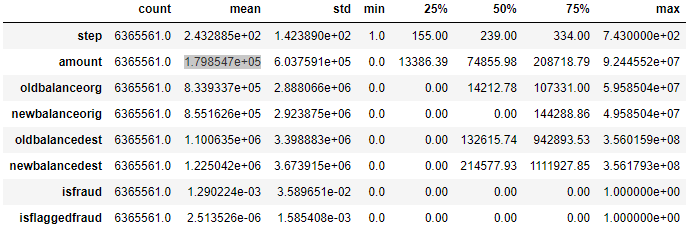 count mean std min 25% 50% 75% max
step 6365561.0 2.432885e+02 1.423890e+02 1.0 155.00 239.00 334.00 7.430000e+02
amount 6365561.0 1.798547e+05 6.037591e+05 0.0 13386.39 74855.98 208718.79 9.244552e+07
oldbalanceorg 6365561.0 8.339337e+05 2.888066e+06 0.0 0.00 14212.78 107331.00 5.958504e+07
newbalanceorig 6365561.0 8.551626e+05 2.923875e+06 0.0 0.00 0.00 144288.86 4.958504e+07
oldbalancedest 6365561.0 1.100635e+06 3.398883e+06 0.0 0.00 132615.74 942893.53 3.560159e+08
newbalancedest 6365561.0 1.225042e+06 3.673915e+06 0.0 0.00 214577.93 1111927.85 3.561793e+08
isfraud 6365561.0 1.290224e-03 3.589651e-02 0.0 0.00 0.00 0.00 1.000000e+00
isflaggedfraud 6365561.0 2.513526e-06 1.585408e-03 0.0 0.00 0.00 0.00 1.000000e+00